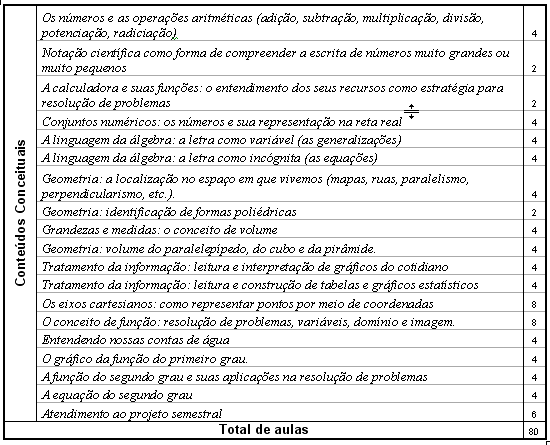 Conteúdos Conceituais
Os números e as operações aritméticas (adição, subtração, multiplicação, divisão,
potenciação, radiciação). 4
Notação científica como forma de compreender a escrita de números muito grandes ou
muito pequenos 2
A calculadora e suas funções: o entendimento dos seus recursos como estratégia para
resolução de problemas 2
Conjuntos numéricos: os números e sua representação na reta real 4
A linguagem da álgebra: a letra como variável (as generalizações) 4
A linguagem da álgebra: a letra como incógnita (as equações) 4
Geometria: a localização no espaço em que vivemos (mapas, ruas, paralelismo,
perpendicularismo, etc.). 4
Geometria: identificação de formas poliédricas 2
Grandezas e medidas: o conceito de volume 4
Geometria: volume do paralelepípedo, do cubo e da pirâmide. 4
Tratamento da informação: leitura e interpretação de gráficos do cotidiano 4
Tratamento da informação: leitura e construção de tabelas e gráficos estatísticos 4
Os eixos cartesianos: como representar pontos por meio de coordenadas 8
O conceito de função: resolução de problemas, variáveis, domínio e imagem. 8
Entendendo nossas contas de água 4
O gráfico da função do primeiro grau. 4
A função do segundo grau e suas aplicações na resolução de problemas 4
A equação do segundo grau 4
Atendimento ao projeto semestral 6
Total de aulas 80